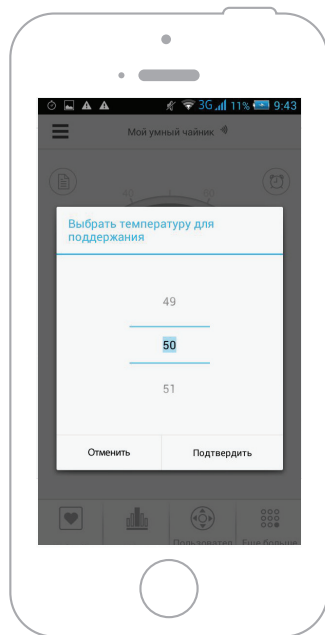 3G 11% 9:43
Мой умный чайник
40 60
Выбрать температуру для
поддержания
49
50
51
Отменить Подтвердить
Пользовател Еще больше